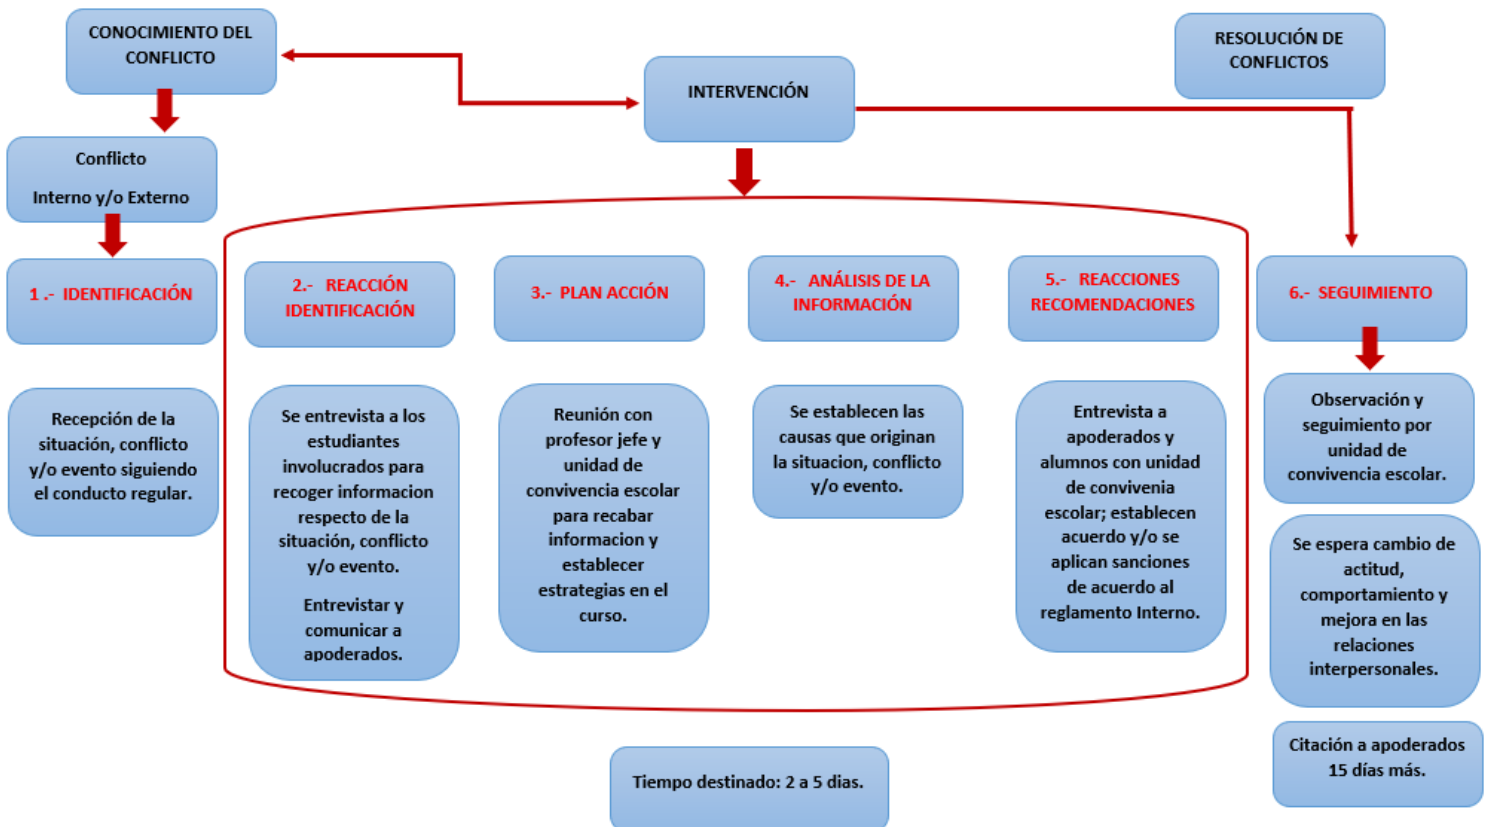 CONOCIMIENTO DEL
CONFLICTO
RESOLUCIÓN DE
CONFLICTOS
INTERVENCIÓN
Conflicto
Interno y/o Externo
1 .- IDENTIFICACIÓN
2.- REACCIÓN
IDENTIFICACIÓN
3.- PLAN ACCIÓN
4.- ANÁLISIS DE LA
INFORMACIÓN
5.- REACCIONES
RECOMENDACIONES
6.- SEGUIMIENTO
Recepción de la
situación, conflicto
y/o evento siguiendo
el conducto regular.
Se entrevista a los
estudiantes
involucrados para
recoger informacion
respecto de la
situación, conflicto
y/o evento.
Entrevistar y
comunicar a
apoderados.
Reunión con
profesor jefe y
unidad de
convivencia escolar
para recabar
informacion y
establecer
estrategias en el
curso.
Se establecen las
causas que originan
la situacion, conflicto
y/o evento.
Entrevista a
apoderados y
alumnos con unidad
de convivenia
escolar; establecen
acuerdo y/o se
aplican sanciones
de acuerdo al
reglamento Interno.
Observación y
seguimiento por
unidad de
convivencia escolar.
Se espera cambio de
actitud,
comportamiento y
mejora en las
relaciones
interpersonales.
Citación a apoderados
15 días más.
Tiempo destinado: 2 a 5 dias.